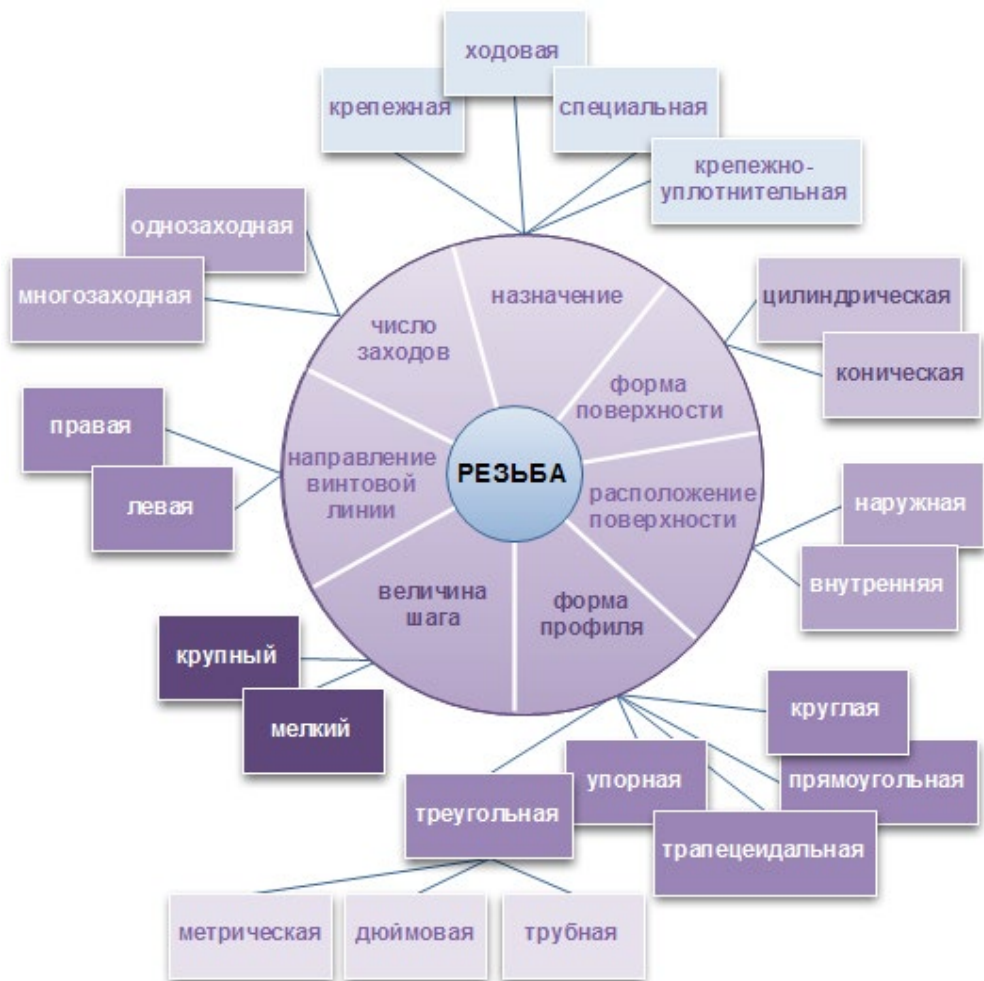 ходовая
крепежная
специальная
крепежно-
уплотнительная
однозаходная
многозаходная
назначение
цилиндрическая
коническая
число
заходов
форма
поверхности
правая
левая
направление
винтовой
линии
РЕЗЬБА
расположение
поверхности
наружная
внутренняя
величина
шага
форма
профиля
крупный
мелкий
круглая
прямоугольная
упорная
трапецеидальная
треугольная
метрическая
дюймовая
трубная